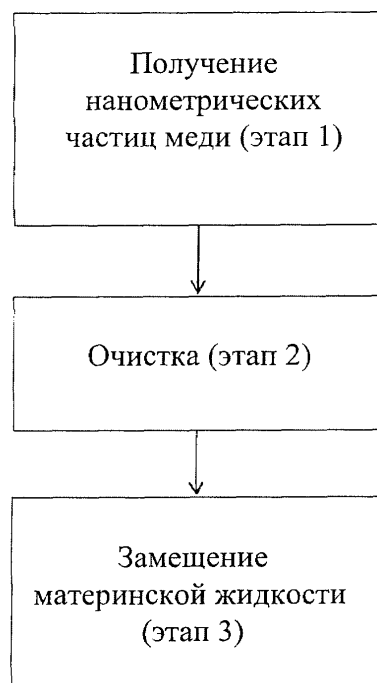 Получение
нанометрических
частиц меди (этап 1)
Очистка (этап 2)
Замещение
материнской жидкости
(этап 3)